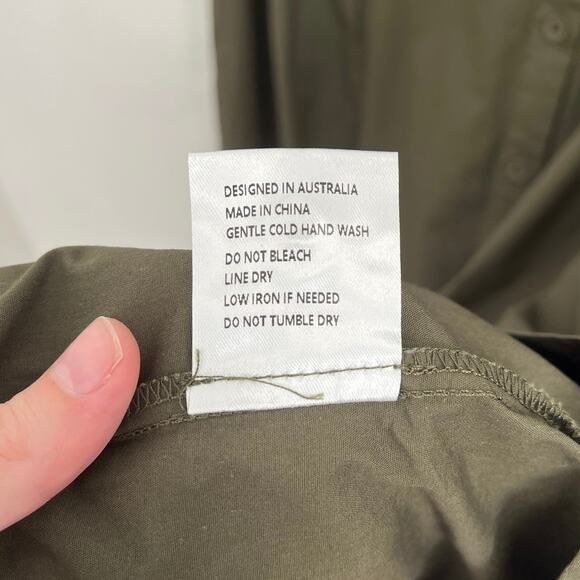 DESIGNED IN AUSTRALIA
MADE IN CHINA
GENTLE COLD HAND WASH
DO NOT BLEACH
LINE DRY
LOW IRON IF NEEDED
DO NOT TUMBLE DRY